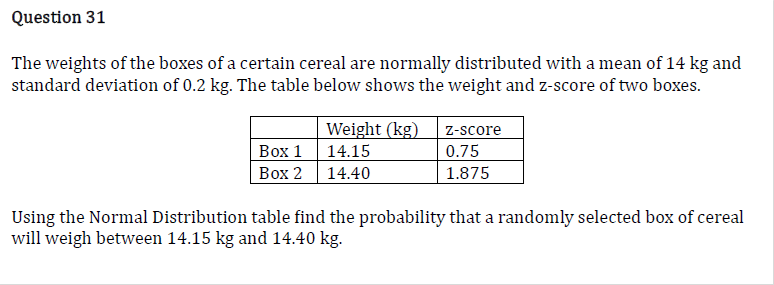 Question 31
The weights of the boxes of a certain cereal are normally distributed with a mean of 14 kg and
standard deviation of 0.2 kg. The table below shows the weight and z-score of two boxes.
Weight (kg) z-score
Box 1 14.15 0.75
Box 2 14.40 1.875
Using the Normal Distribution table find the probability that a randomly selected box of cereal
will weigh between 14.15 kg and 14.40 kg.